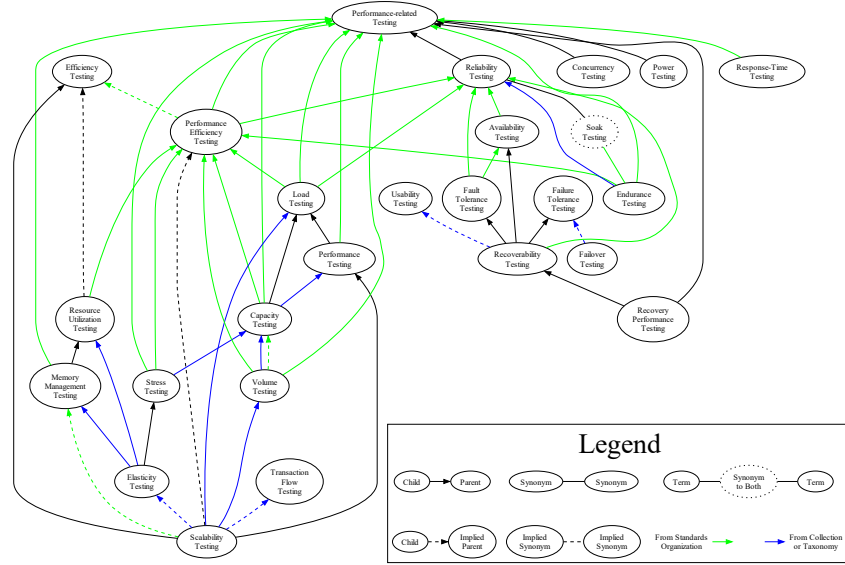 Performance-related
Testing
Efficiency
Testing
Reliability
Testing
Concurrency
Testing
Power
Testing
Response-Time
Testing
Performance
Efficiency
Testing
Availability
Testing
Soak
Testing
Load
Testing
Usability
Testing
Fault
Tolerance
Testing
Failure
Tolerance
Testing
Endurance
Testing
Performance
Testing
Recoverability
Testing
Failover
Testing
Resource
Utilization
Testing
Capacity
Testing
Recovery
Performance
Testing
Memory
Management
Testing
Stress
Testing
Volume
Testing
Elasticity
Testing
Transaction
Flow
Testing
Scalability
Testing
Legend
Child
Parent
Synonym
Synonym
Term
Synonym
to Both
Term
Child
Implied
Parent
Implied
Synonym
Implied
Synonym
From Standards
Organization
From Collection
or Taxonomy